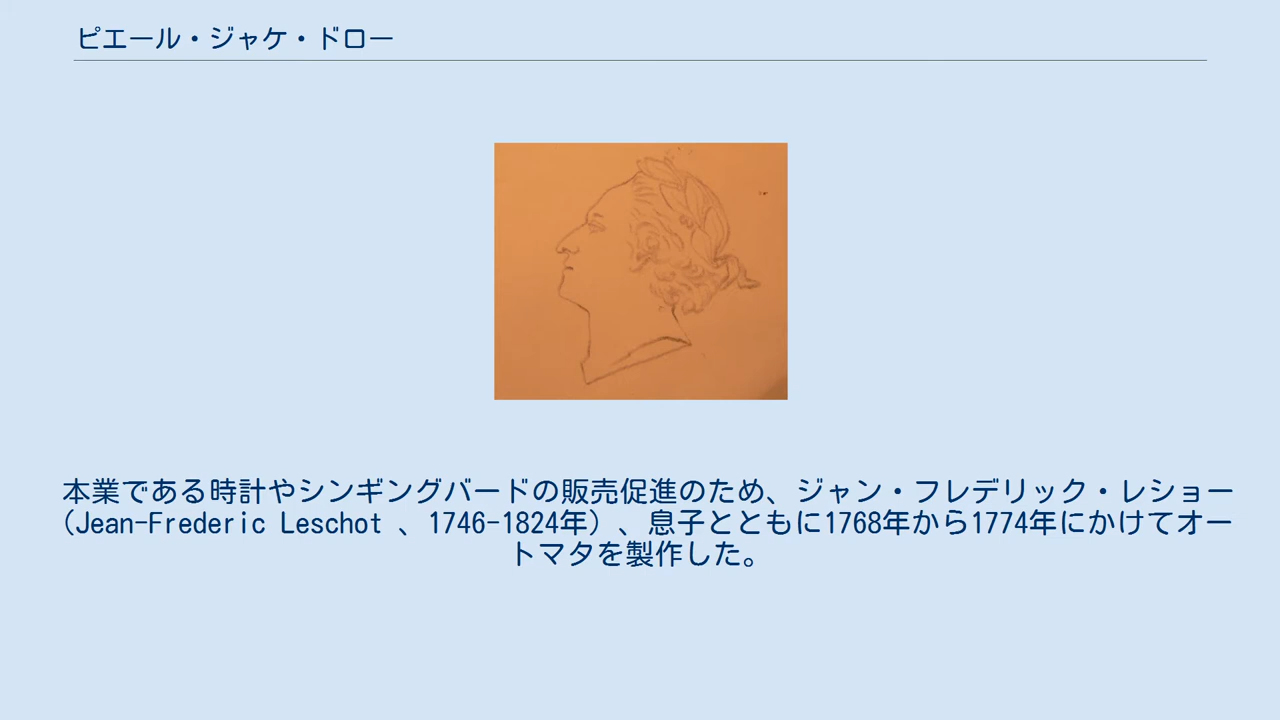 ピエール・ジャケ・ドロー
本業である時計やシンギングバードの販売促進のため、ジャン・フレデリック・レショー
（Jean-Frederic Leschot 、1746-1824年）、息子とともに1768年から1774年にかけてオー
トマタを製作した。